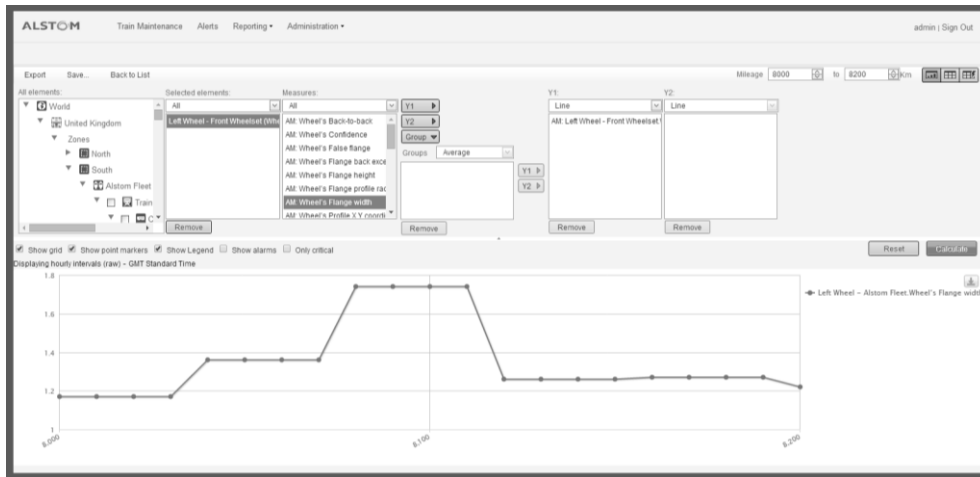 ALSTOM Train Maintenance Alerts Reporting Administration admin | Sign Out
Export Save... Back to List Mileage 8000 to 8200 Km
All elements: Selected elements: Measures: Y1: Y2:
World All All Y1 Line Line
United Kingdom Left Wheel - Front Wheelset (Whe AM: Wheel's Back-to-back Y2 AM: Left Wheel - Front Wheelset
Zones AM: Wheel's Confidence Group
North AM: Wheel's False flange Groups Average
South AM: Wheel's Flange back exce
Alstom Fleet AM: Wheel's Flange height Y1
Train AM: Wheel's Flange profile rac Y2
C AM: Wheel's Flange width
AM: Wheel's Profile X Y coordi
Remove Remove Remove Remove
Show grid Show point markers Show Legend Show alarms Only critical Reset Calculate
Displaying hourly intervals (raw) - GMT Standard Time
1.8
Left Wheel - Alstom Fleet.Wheel's Flange width
1.6
1.4
1.2
1
8,000 8,100 8,200